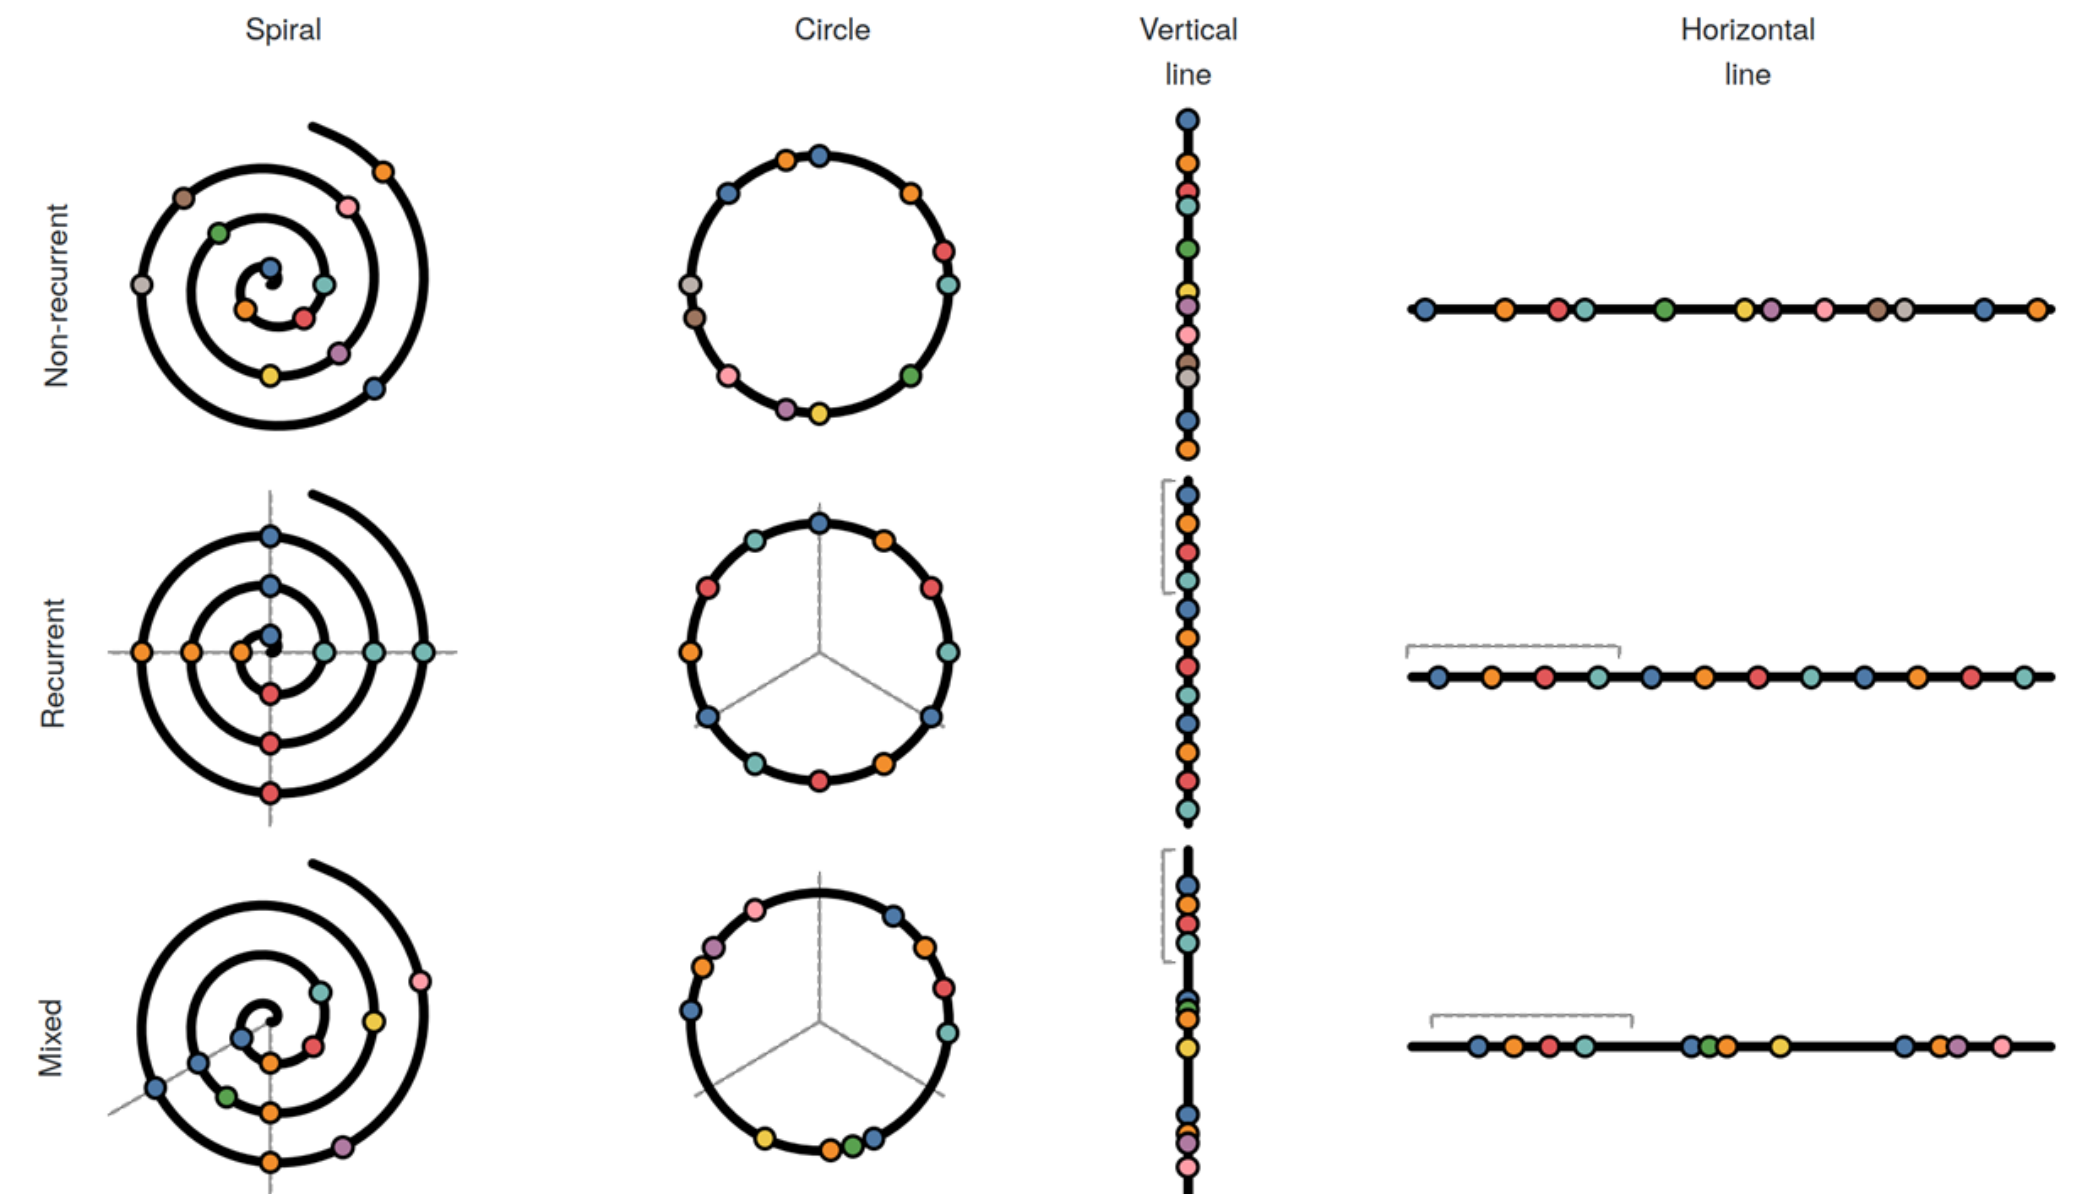 Spiral
Circle
Vertical
line
Horizontal
line
Non-recurrent
Recurrent
Mixed